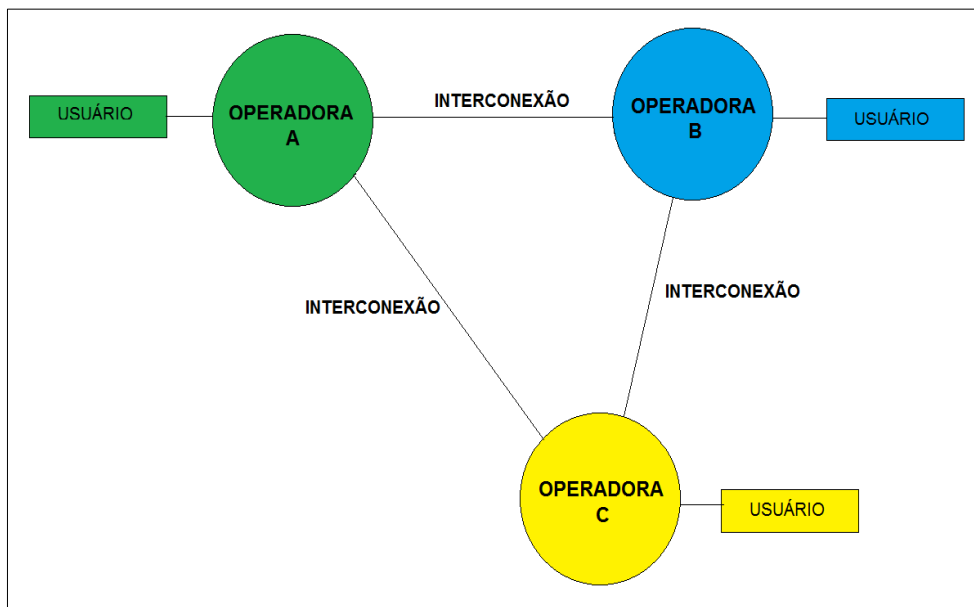 USUÁRIO
OPERADORA
A
INTERCONEXÃO
OPERADORA
B
USUÁRIO
INTERCONEXÃO
INTERCONEXÃO
OPERADORA
C
USUÁRIO